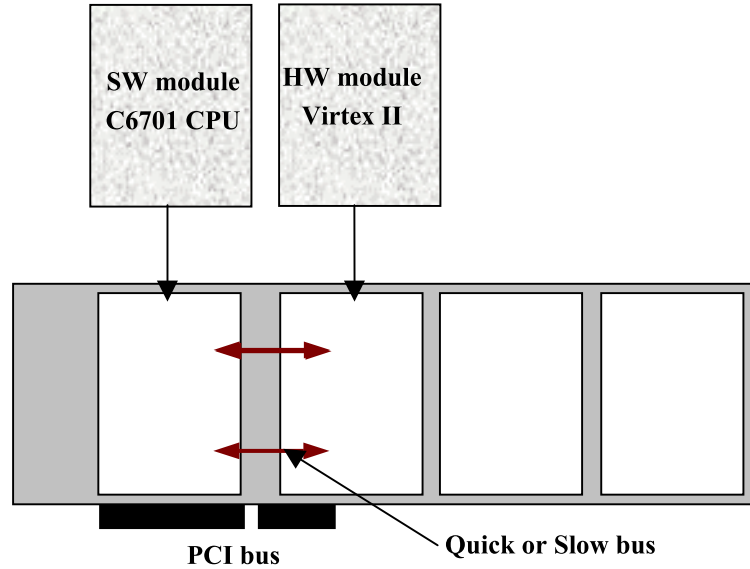 SW module
C6701 CPU
HW module
Virtex II
PCI bus
Quick or Slow bus